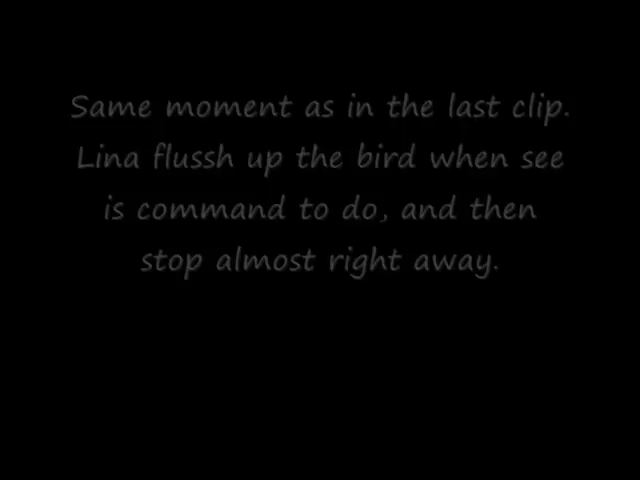 Same moment as in the last clip.
Lina flussh up the bird when see
is command to do, and then
stop almost right away.